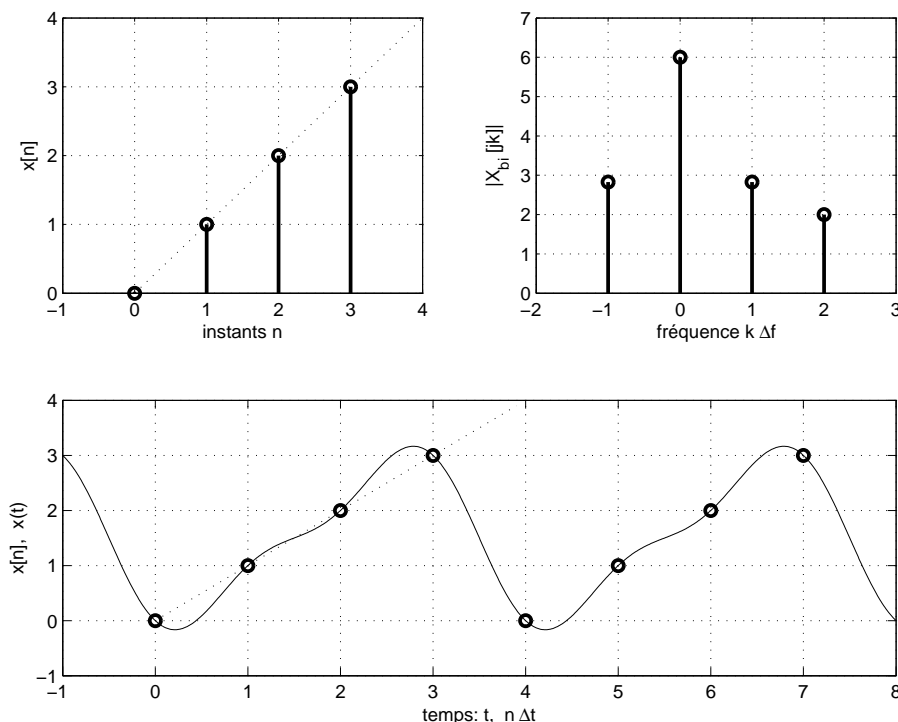 4
3
2
1
0
−1 0 1 2 3 4
x[n]
instants n
7
6
5
4
3
2
1
0
−2 −1 0 1 2 3
|X_bi [jk]|
fréquence k Δf
4
3
2
1
0
−1
−1 0 1 2 3 4 5 6 7 8
x[n], x(t)
temps: t, n Δt